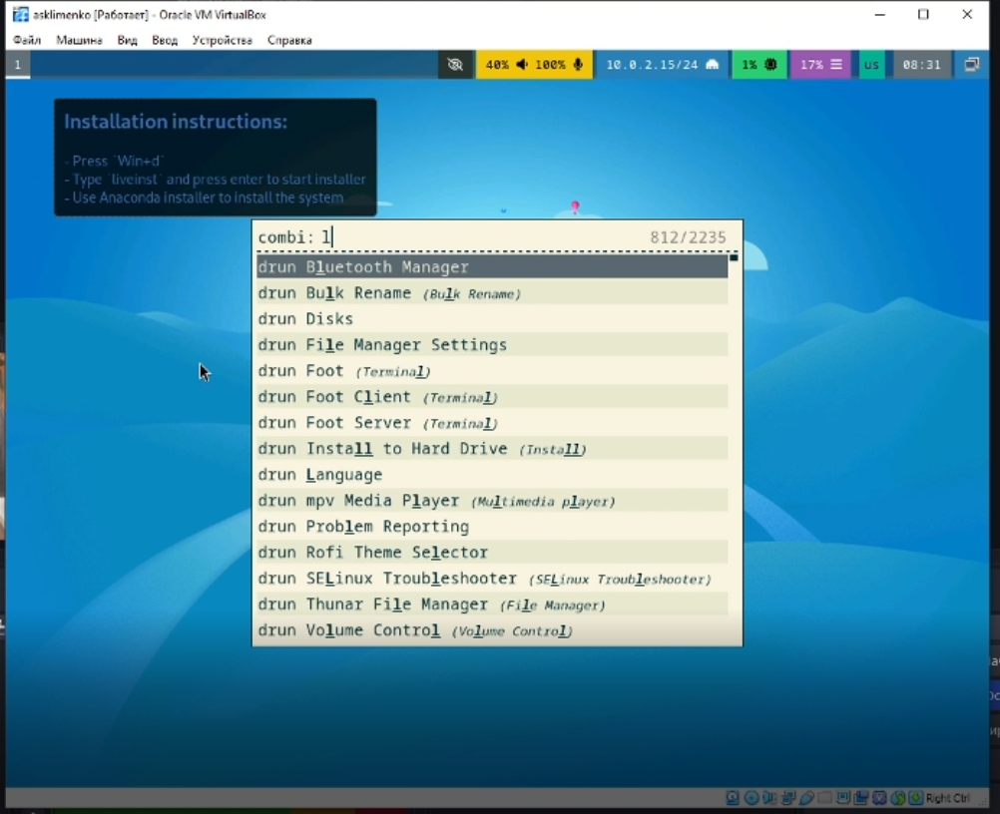 asklimenko [Работает] - Oracle VM VirtualBox
Файл Машина Вид Ввод Устройства Справка
1 40% 100% 10.0.2.15/24 1% 17% us 08:31
Installation instructions:
- Press `Win+d`
- Type `liveinst` and press enter to start installer
- Use Anaconda installer to install the system
combi: l 812/2235
drun Bluetooth Manager
drun Bulk Rename (Bulk Rename)
drun Disks
drun File Manager Settings
drun Foot (Terminal)
drun Foot Client (Terminal)
drun Foot Server (Terminal)
drun Install to Hard Drive (Install)
drun Language
drun mpv Media Player (Multimedia player)
drun Problem Reporting
drun Rofi Theme Selector
drun SELinux Troubleshooter (SELinux Troubleshooter)
drun Thunar File Manager (File Manager)
drun Volume Control (Volume Control)
Right Ctrl